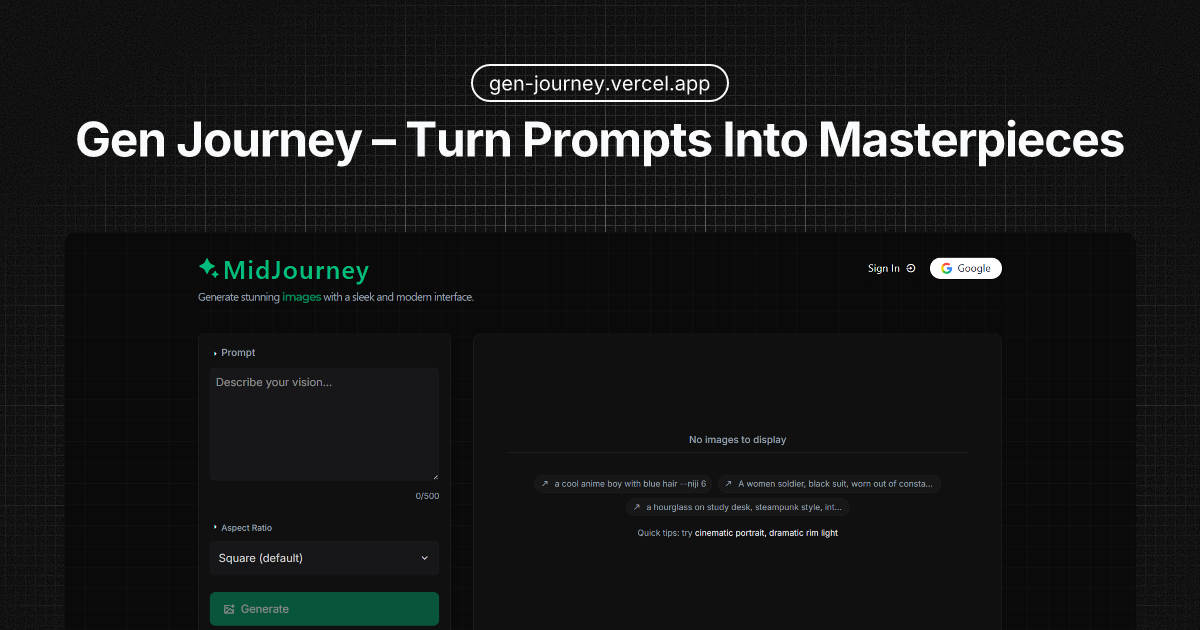 gen-journey.vercel.app
Gen Journey – Turn Prompts Into Masterpieces
MidJourney
Sign In
Google
Generate stunning images with a sleek and modern interface.
Prompt
Describe your vision...
0/500
Aspect Ratio
Square (default)
Generate
No images to display
a cool anime boy with blue hair --niji 6
A women soldier, black suit, worn out of consta...
a hourglass on study desk, steampunk style, int...
Quick tips: try cinematic portrait, dramatic rim light